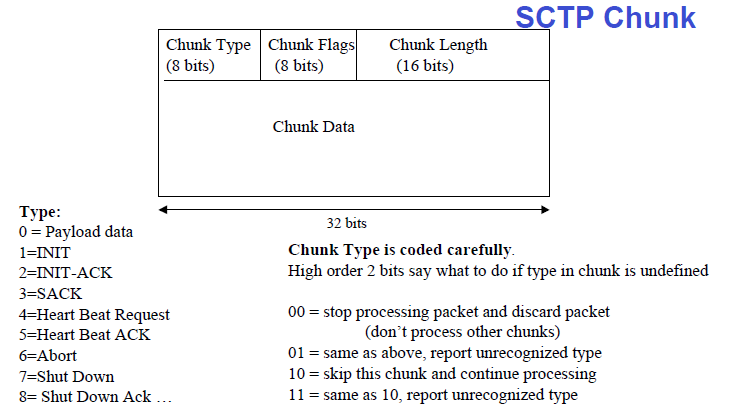 SCTP Chunk
Chunk Type Chunk Flags Chunk Length
(8 bits) (8 bits) (16 bits)
Chunk Data
32 bits
Type:
0 = Payload data
1=INIT
2=INIT-ACK
3=SACK
4=Heart Beat Request
5=Heart Beat ACK
6=Abort
7=Shut Down
8= Shut Down Ack …
Chunk Type is coded carefully.
High order 2 bits say what to do if type in chunk is undefined
00 = stop processing packet and discard packet
(don’t process other chunks)
01 = same as above, report unrecognized type
10 = skip this chunk and continue processing
11 = same as 10, report unrecognized type